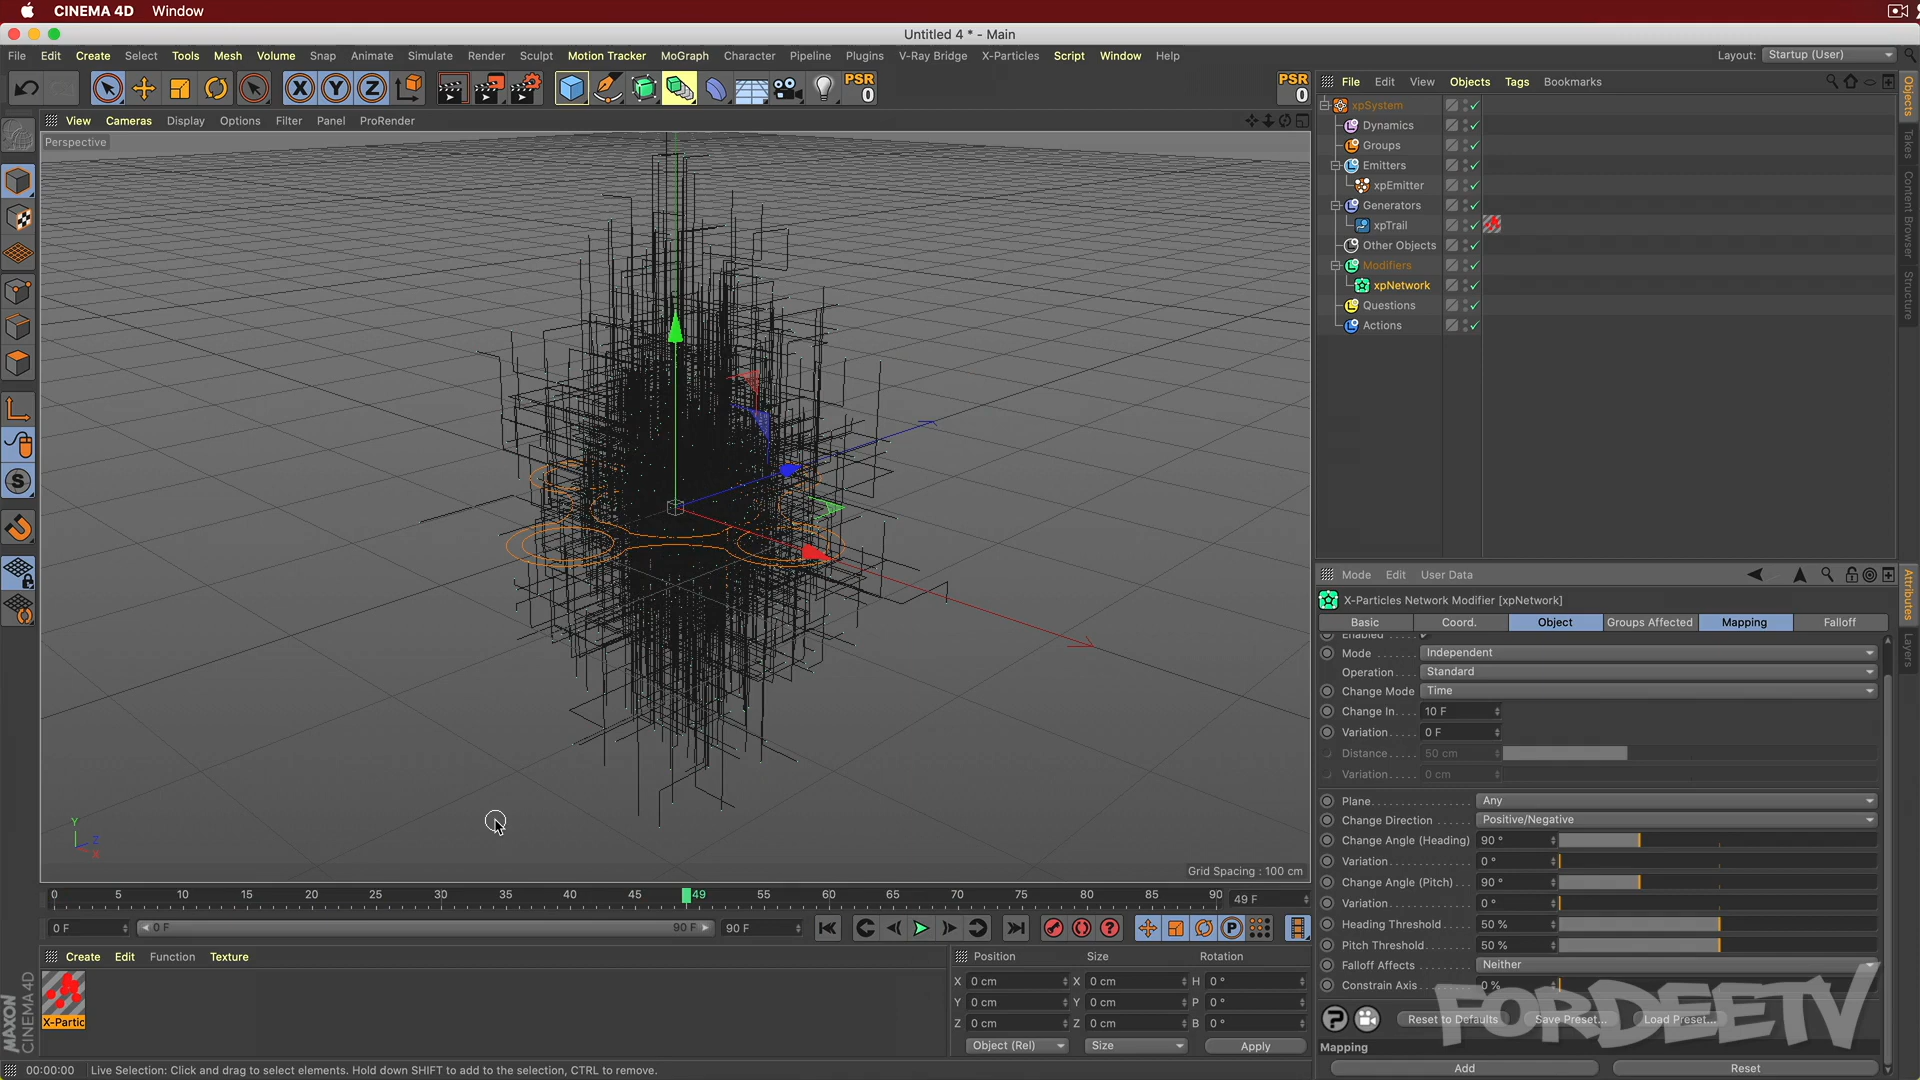 CINEMA 4D Window
Untitled 4 * - Main
File Edit Create Select Tools Mesh Volume Snap Animate Simulate Render Sculpt Motion Tracker MoGraph Character Pipeline Plugins V-Ray Bridge X-Particles Script Window Help Layout: Startup (User)
X Y Z PSR 0 PSR 0
File Edit View Objects Tags Bookmarks
View Cameras Display Options Filter Panel ProRender
Perspective
xpSystem
Dynamics
Groups
Emitters
xpEmitter
Generators
xpTrail
Other Objects
Modifiers
xpNetwork
Questions
Actions
Objects
Takes
Content Browser
Structure
Mode Edit User Data
X-Particles Network Modifier [xpNetwork]
Basic Coord. Object Groups Affected Mapping Falloff
Enabled
Mode Independent
Operation Standard
Change Mode Time
Change In 10 F
Variation 0 F
Distance 50 cm
Variation 0 cm
Plane Any
Change Direction Positive/Negative
Change Angle (Heading) 90 °
Variation 0 °
Change Angle (Pitch) 90 °
Variation 0 °
Heading Threshold 50 %
Pitch Threshold 50 %
Falloff Affects Neither
Constrain Axis 0 %
Reset to Defaults Save Preset... Load Preset...
Mapping
Add Reset
Attributes
Layers
FORDEETV
Y Z X
Grid Spacing : 100 cm
0 5 10 15 20 25 30 35 40 45 49 55 60 65 70 75 80 85 90 49 F
0 F 0 F 90 F 90 F
Create Edit Function Texture
X-Partic
MAXON CINEMA 4D
Position Size Rotation
X 0 cm X 0 cm H 0 °
Y 0 cm Y 0 cm P 0 °
Z 0 cm Z 0 cm B 0 °
Object (Rel) Size Apply
00:00:00 Live Selection: Click and drag to select elements. Hold down SHIFT to add to the selection, CTRL to remove.